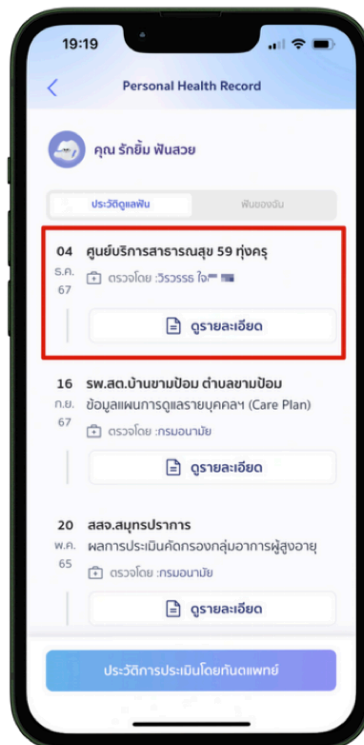 19:19
Personal Health Record
คุณ รักยิ้ม ฟันสวย
ประวัติดูแลฟัน
ฟันของฉัน
04 ศูนย์บริการสาธารณสุข 59 ทุ่งครุ
ธ.ค. ตรวจโดย :วิรวรรธ
67
ดูรายละเอียด
16 รพ.สต.บ้านขามป้อม ตำบลขามป้อม
ก.ย. ข้อมูลแผนการดูแลรายบุคคลฯ (Care Plan)
67 ตรวจโดย :กรมอนามัย
ดูรายละเอียด
20 สสจ.สมุทรปราการ
พ.ค. ผลการประเมินคัดกรองกลุ่มอาการผู้สูงอายุ
65 ตรวจโดย :กรมอนามัย
ดูรายละเอียด
ประวัติการประเมินโดยทันตแพทย์